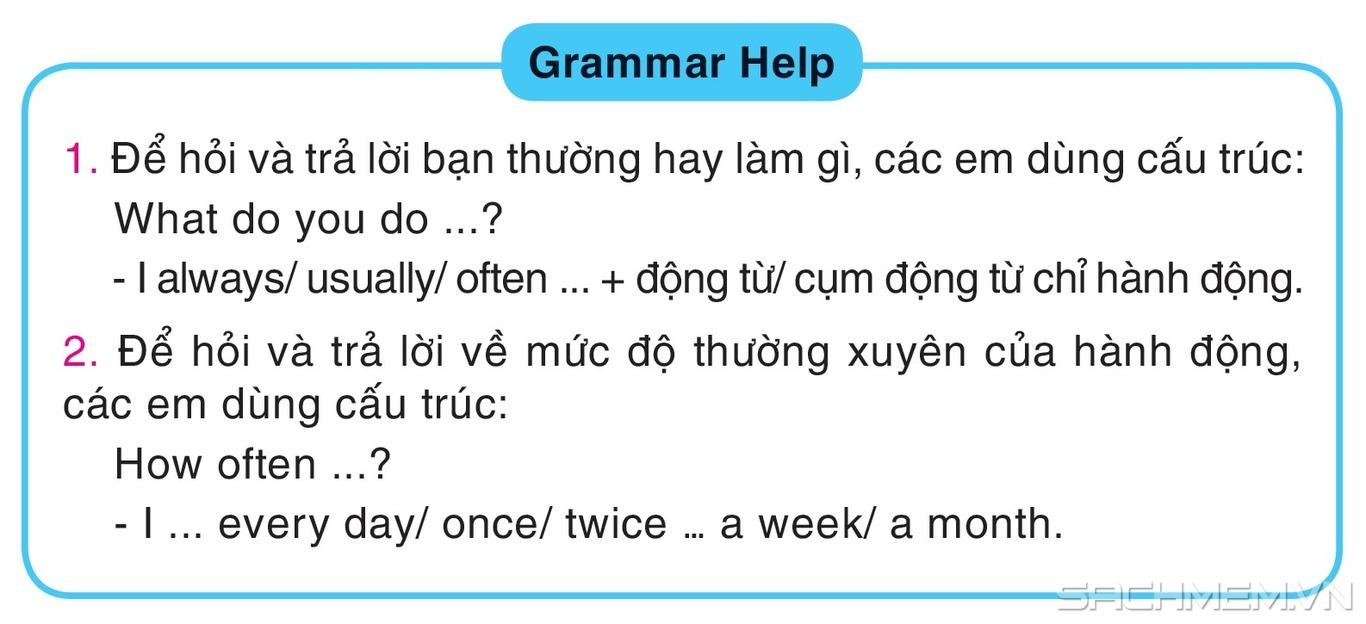 Grammar Help
1. Để hỏi và trả lời bạn thường hay làm gì, các em dùng cấu trúc:
What do you do ...?
- I always/ usually/ often ... + động từ/ cụm động từ chỉ hành động.
2. Để hỏi và trả lời về mức độ thường xuyên của hành động,
các em dùng cấu trúc:
How often ...?
- I ... every day/ once/ twice ... a week/ a month.
SACHMEM.VN